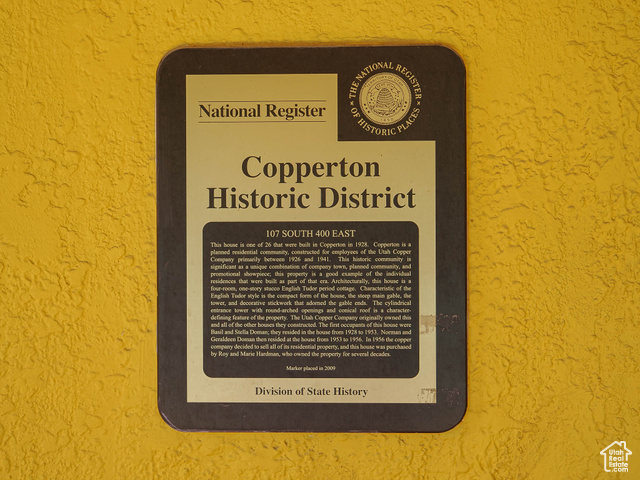 National Register
THE NATIONAL REGISTER
OF HISTORIC PLACES
Copperton
Historic District
107 SOUTH 400 EAST
This house is one of 26 that were built in Copperton in 1928. Copperton is a
planned residential community, constructed for employees of the Utah Copper
Company primarily between 1926 and 1941. This historic community is
significant as a unique combination of company town, planned community, and
promotional showpiece; this property is a good example of the individual
residences that were built as part of that era. Architecturally, this house is a
four-room, one-story stucco English Tudor period cottage. Characteristic of the
English Tudor style is the compact form of the house, the steep main gable, the
tower, and decorative stickwork that adorned the gable ends. The cylindrical
entrance tower with round-arched openings and conical roof is a character-
defining feature of the property. The Utah Copper Company originally owned this
and all of the other houses they constructed. The first occupants of this house were
Basil and Stella Doman; they resided in the house from 1928 to 1953. Norman and
Geraldeen Doman then resided at the house from 1953 to 1956. In 1956 the copper
company decided to sell all of its residential property, and this house was purchased
by Roy and Marie Hardman, who owned the property for several decades.
Marker placed in 2009
Division of State History
Utah
Real
Estate
.com